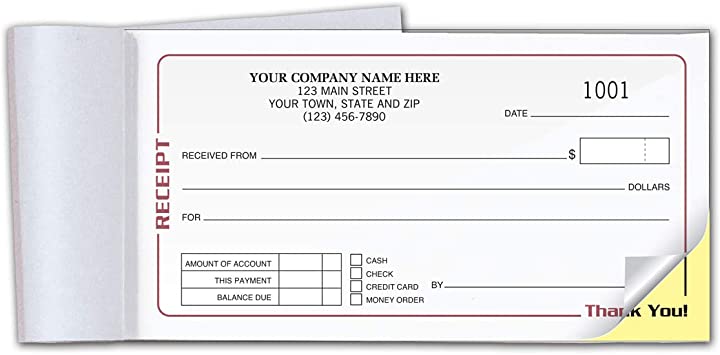 YOUR COMPANY NAME HERE
123 MAIN STREET
YOUR TOWN, STATE AND ZIP
(123) 456-7890
1001
DATE
RECEIPT
RECEIVED FROM $
DOLLARS
FOR
AMOUNT OF ACCOUNT
THIS PAYMENT
BALANCE DUE
CASH
CHECK
CREDIT CARD
MONEY ORDER
BY
Thank You!